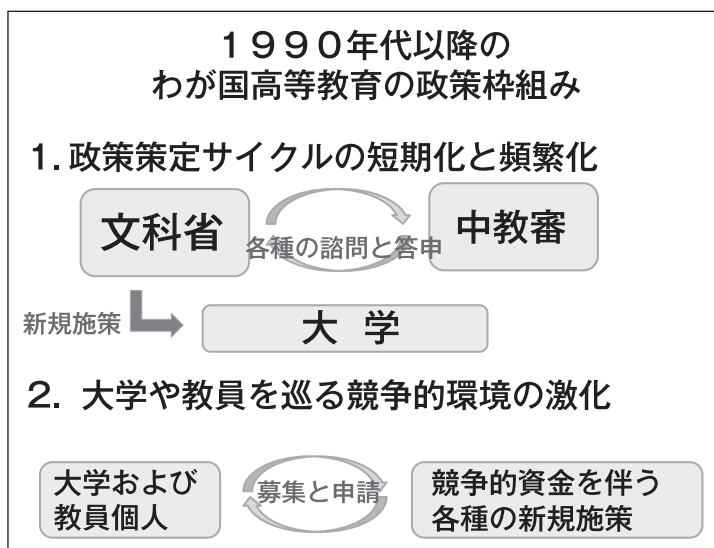 １９９０年代以降の
わが国高等教育の政策枠組み
1. 政策策定サイクルの短期化と頻繁化
文科省
各種の諮問と答申
中教審
新規施策
大 学
2. 大学や教員を巡る競争的環境の激化
大学および
教員個人
募集と申請
競争的資金を伴う
各種の新規施策